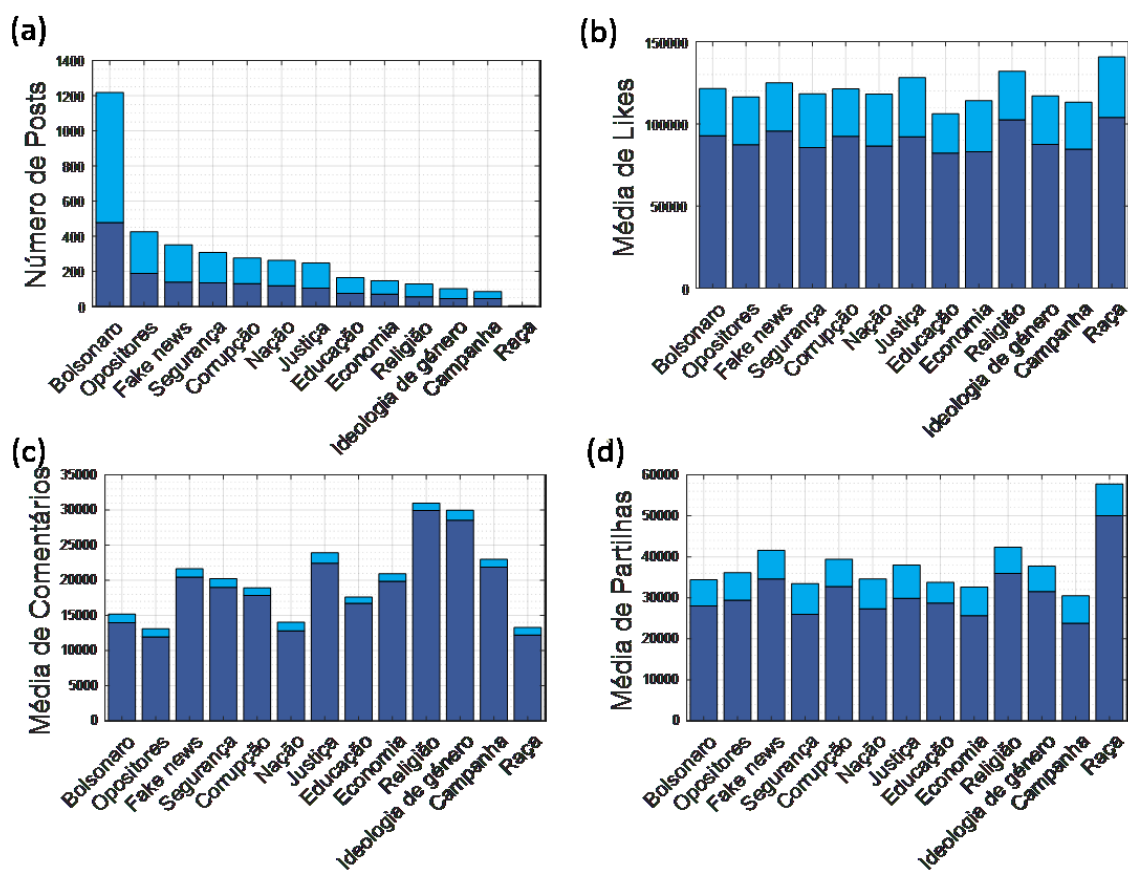 (a)
Número de Posts
1400
1200
1000
800
600
400
200
0
Bolsonaro
Opositores
Fake news
Segurança
Corrupção
Nação
Justiça
Educação
Economia
Religião
Ideologia de género
Campanha
Raça
(b)
Média de Likes
150000
100000
50000
0
Bolsonaro
Opositores
Fake news
Segurança
Corrupção
Nação
Justiça
Educação
Economia
Religião
Ideologia de género
Campanha
Raça
(c)
Média de Comentários
35000
30000
25000
20000
15000
10000
5000
0
Bolsonaro
Opositores
Fake news
Segurança
Corrupção
Nação
Justiça
Educação
Economia
Religião
Ideologia de género
Campanha
Raça
(d)
Média de Partilhas
60000
50000
40000
30000
20000
10000
0
Bolsonaro
Opositores
Fake news
Segurança
Corrupção
Nação
Justiça
Educação
Economia
Religião
Ideologia de género
Campanha
Raça